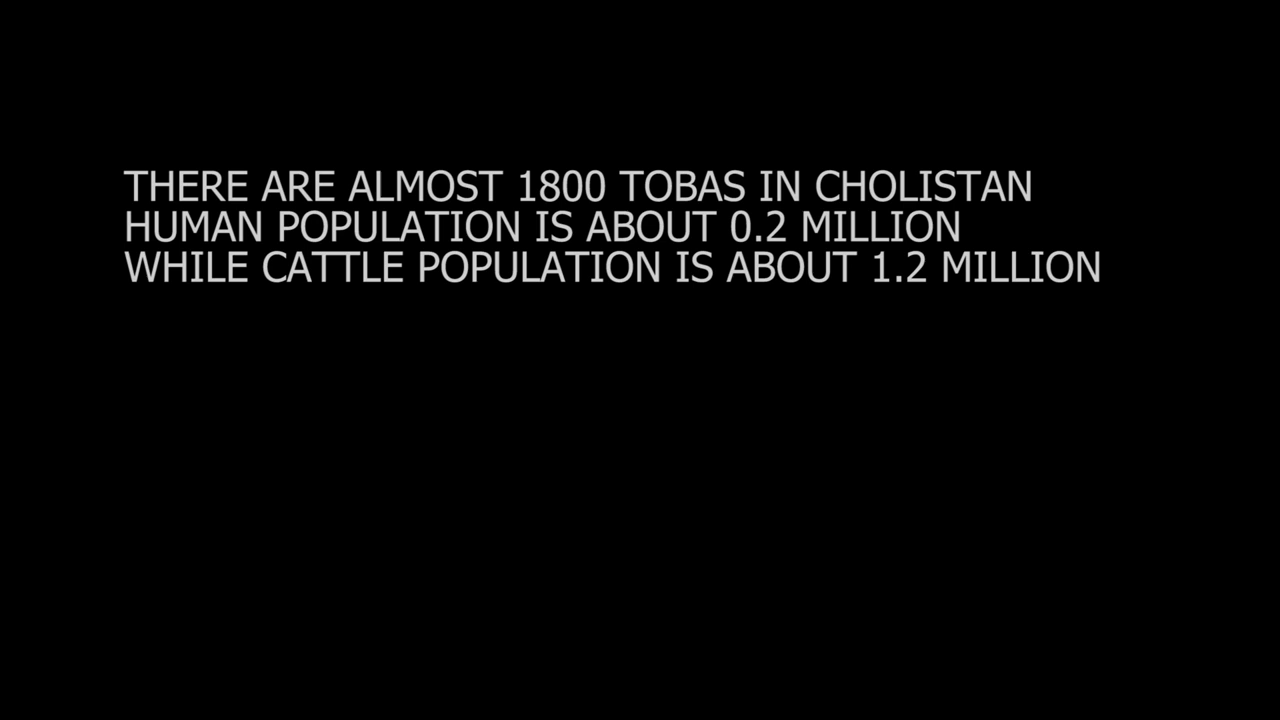 THERE ARE ALMOST 1800 TOBAS IN CHOLISTAN
HUMAN POPULATION IS ABOUT 0.2 MILLION
WHILE CATTLE POPULATION IS ABOUT 1.2 MILLION